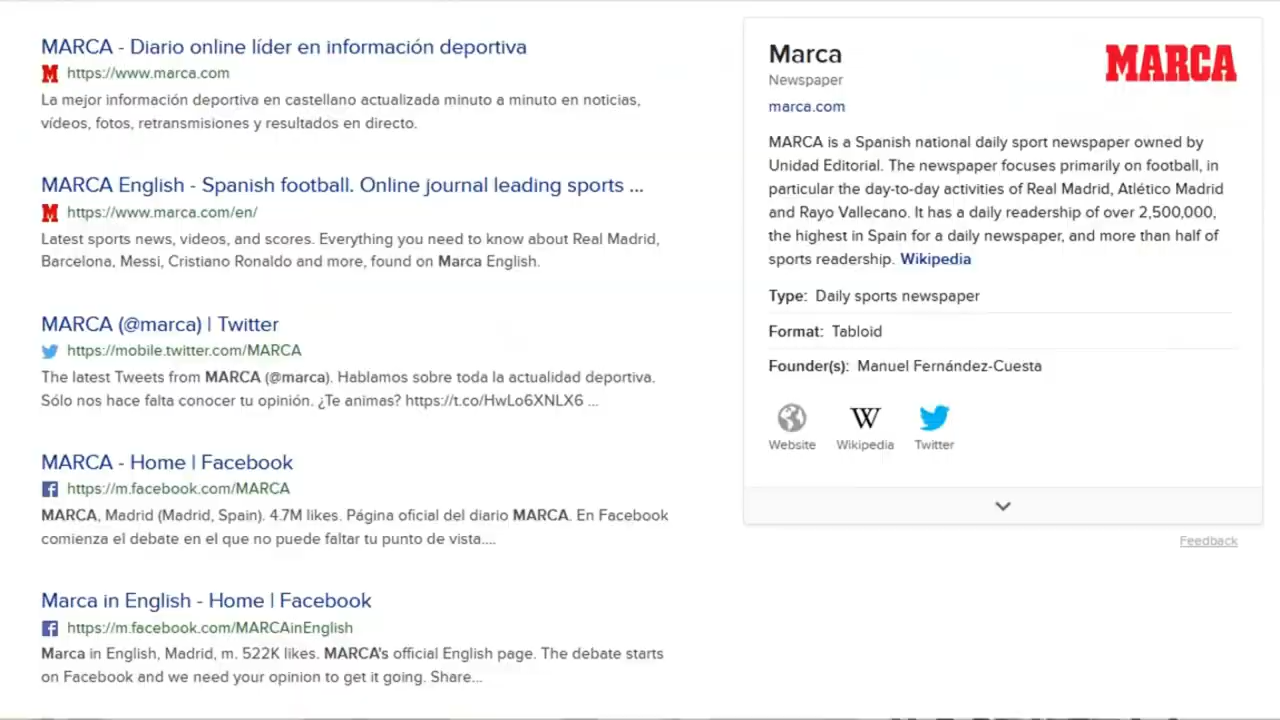 MARCA - Diario online líder en información deportiva
https://www.marca.com
La mejor información deportiva en castellano actualizada minuto a minuto en noticias,
vídeos, fotos, retransmisiones y resultados en directo.
MARCA English - Spanish football. Online journal leading sports ...
https://www.marca.com/en/
Latest sports news, videos, and scores. Everything you need to know about Real Madrid,
Barcelona, Messi, Cristiano Ronaldo and more, found on Marca English.
MARCA (@marca) | Twitter
https://mobile.twitter.com/MARCA
The latest Tweets from MARCA (@marca). Hablamos sobre toda la actualidad deportiva.
Sólo nos hace falta conocer tu opinión. ¿Te animas? https://t.co/HwLo6XNLX6 ...
MARCA - Home | Facebook
https://m.facebook.com/MARCA
MARCA, Madrid (Madrid, Spain). 4.7M likes. Página oficial del diario MARCA. En Facebook
comienza el debate en el que no puede faltar tu punto de vista....
Marca in English - Home | Facebook
https://m.facebook.com/MARCAinEnglish
Marca in English, Madrid, m. 522K likes. MARCA's official English page. The debate starts
on Facebook and we need your opinion to get it going. Share...
Marca
MARCA
Newspaper
marca.com
MARCA is a Spanish national daily sport newspaper owned by
Unidad Editorial. The newspaper focuses primarily on football, in
particular the day-to-day activities of Real Madrid, Atlético Madrid
and Rayo Vallecano. It has a daily readership of over 2,500,000,
the highest in Spain for a daily newspaper, and more than half of
sports readership. Wikipedia
Type: Daily sports newspaper
Format: Tabloid
Founder(s): Manuel Fernández-Cuesta
W
Website Wikipedia Twitter
Feedback